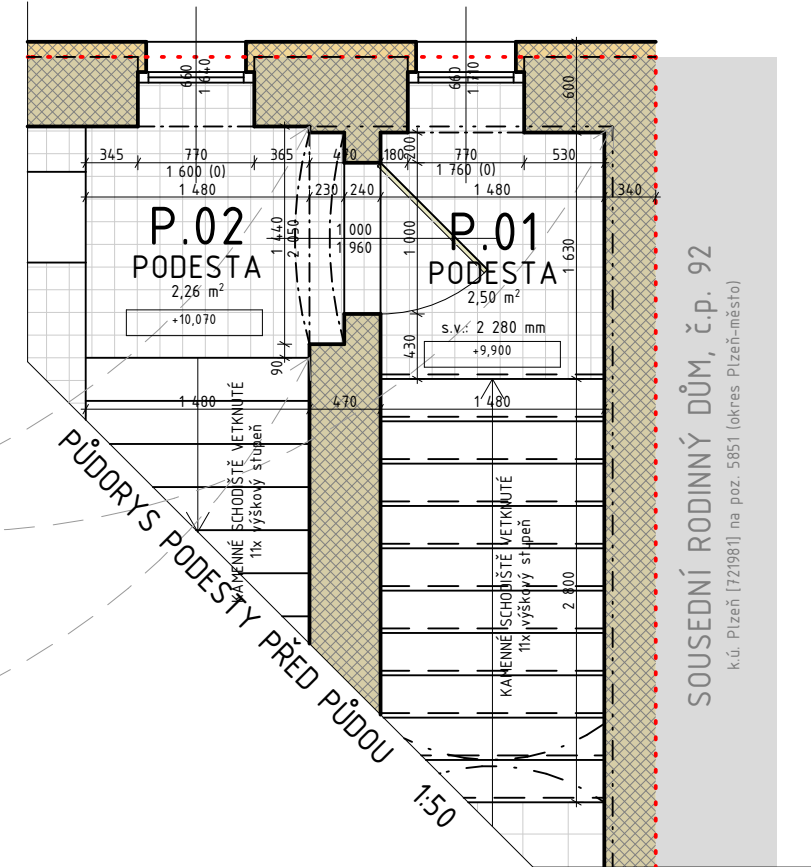 660
1 640
660
1 710
600
345
770
365
470
180
200
770
530
1 600 (0)
1 760 (0)
1 480
230
240
1 480
340
P.02
PODESTA
2,26 m²
+10,070
1 440
2 050
1 000
1 960
1 000
P.01
PODESTA
2,50 m²
s.v.: 2 280 mm
+9,900
1 630
430
90
1 480
470
1 480
KAMENNÉ SCHODIŠTĚ VETKNUTÉ
11x výškový stupeň
KAMENNÉ SCHODIŠTĚ VETKNUTÉ
11x výškový stupeň
2 800
PŮDORYS PODESTY PŘED PŮDOU 1:50
SOUSEDNÍ RODINNÝ DŮM, č.p. 92
k.ú. Plzeň [721981] na poz. 5851 (okres Plzeň-město)